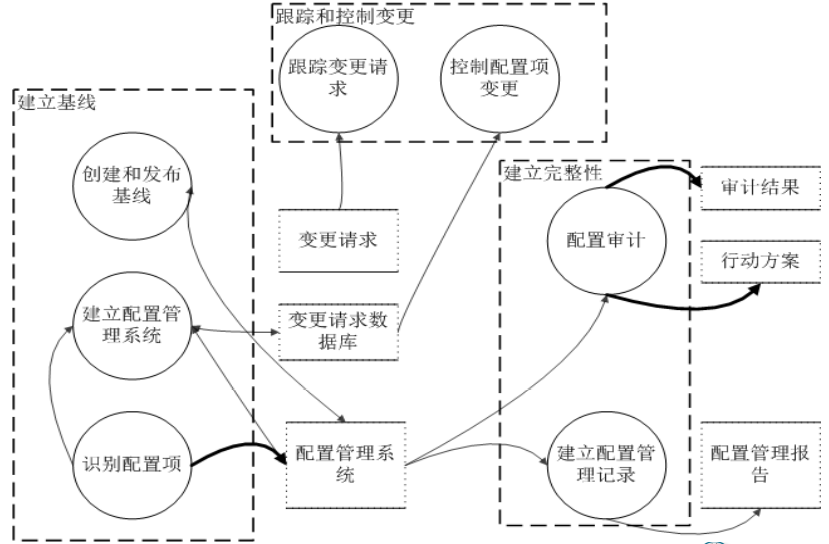 跟踪和控制变更
跟踪变更请
求
控制配置项
变更
建立基线
创建和发布
基线
建立配置管
理系统
识别配置项
变更请求
变更请求数
据库
配置管理系
统
建立完整性
配置审计
建立配置管
理记录
审计结果
行动方案
配置管理报
告